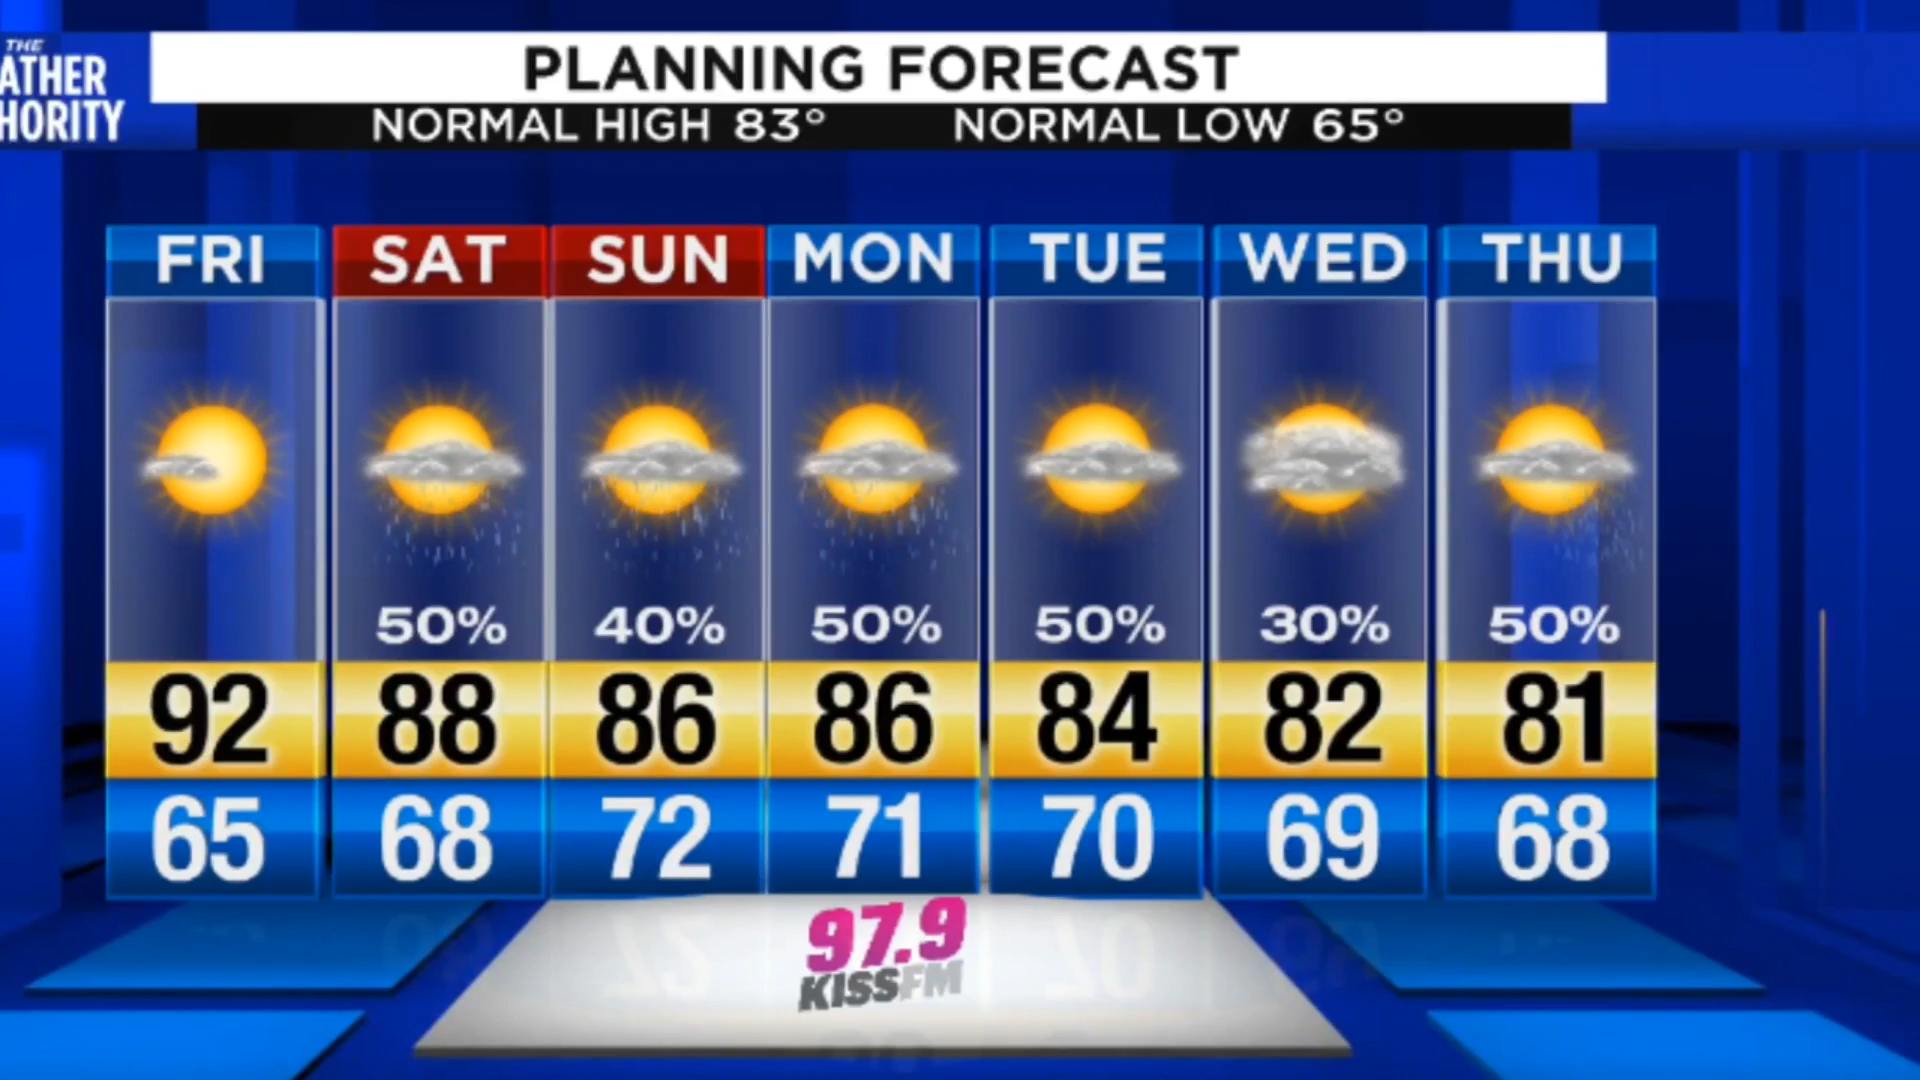 THE
ATHER
HORITY
PLANNING FORECAST
NORMAL HIGH 83° NORMAL LOW 65°
FRI SAT SUN MON TUE WED THU
50% 40% 50% 50% 30% 50%
92 88 86 86 84 82 81
65 68 72 71 70 69 68
97.9
KISSFM